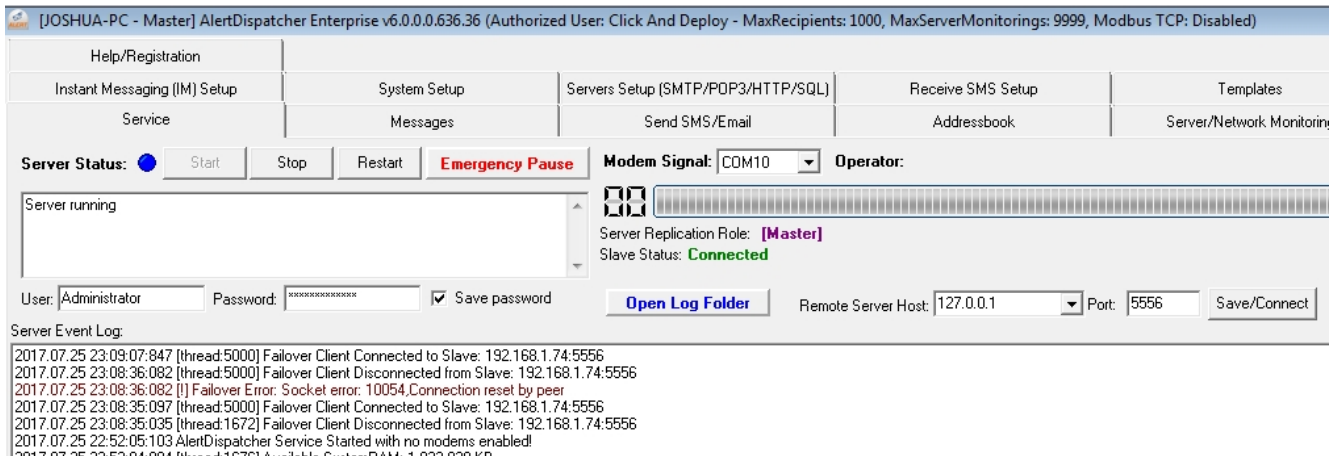 [JOSHUA-PC - Master] AlertDispatcher Enterprise v6.0.0.0.636.36 (Authorized User: Click And Deploy - MaxRecipients: 1000, MaxServerMonitorings: 9999, Modbus TCP: Disabled)
Help/Registration
Instant Messaging (IM) Setup System Setup Servers Setup (SMTP/POP3/HTTP/SQL) Receive SMS Setup Templates
Service Messages Send SMS/Email Addressbook Server/Network Monitoring
Server Status: Start Stop Restart Emergency Pause Modem Signal: COM10 Operator:
Server running
00
Server Replication Role: [Master]
Slave Status: Connected
User: Administrator Password: ************* Save password Open Log Folder Remote Server Host: 127.0.0.1 Port: 5556 Save/Connect
Server Event Log:
2017.07.25 23:09:07:847 [thread:5000] Failover Client Connected to Slave: 192.168.1.74:5556
2017.07.25 23:08:36:082 [thread:5000] Failover Client Disconnected from Slave: 192.168.1.74:5556
2017.07.25 23:08:36:082 [!] Failover Error: Socket error: 10054,Connection reset by peer
2017.07.25 23:08:35:097 [thread:5000] Failover Client Connected to Slave: 192.168.1.74:5556
2017.07.25 23:08:35:035 [thread:1672] Failover Client Disconnected from Slave: 192.168.1.74:5556
2017.07.25 22:52:05:103 AlertDispatcher Service Started with no modems enabled!